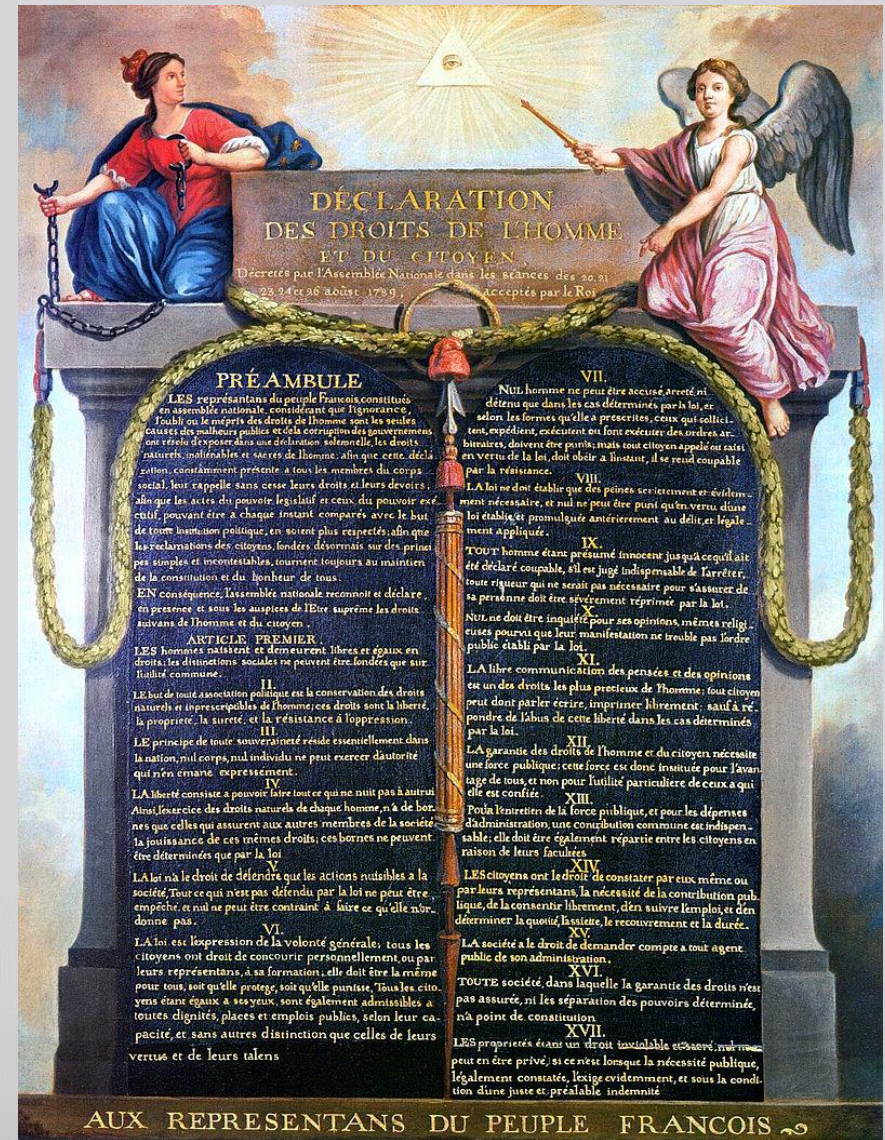 DÉCLARATION
DES DROITS DE L'HOMME
ET DU CITOYEN,
Décretés par l'Assemblée Nationale dans les séances des 20, 21
23, 24 et 26 aoûst 1789, acceptés par le Roi
PRÉAMBULE
LES représantans du peuple Francois, constitués
en assemblée nationale, considérant que l'ignorance,
l'oubli ou le mépris des droits de l'homme sont les seules
causes des malheurs publics et de la corruption des gouvernemens
ont résolu d'exposer, dans une déclaration solemnelle, les droits
naturels, inaliénables et sacrés de l'homme; afin que cette décla
ration, constamment présente a tous les membres du corps
social, leur rappelle sans cesse leurs droits et leurs devoirs,
afin que les actes du pouvoir legislatif et ceux du pouvoir exé
cutif, pouvant être a chaque instant comparés avec le but
de toute institution politique, en soient plus respectés; afin que
les reclamations des citoyens, fondées désormais sur des princi
pes simples et incontestables, tournent toujours au maintien
de la constitution et du bonheur de tous.
EN conséquence, l'assemblée nationale reconnoit et déclare,
en presence et sous les auspices de l'Etre suprême les droits
suivans de l'homme et du citoyen.
ARTICLE PREMIER.
LES hommes naissent et demeurent libres et égaux en
droits; les distinctions sociales ne peuvent être fondées que sur
l'utilité commune.
II.
LE but de toute association politique est la conservation des droits
naturels et inprescripibles de l'homme; ces droits sont la liberté,
la propriete, la sureté, et la résistance à l'oppression.
III.
LE principe de toute souveraineté réside essentiellement dans
la nation, nul corps, nul individu ne peut exercer d'autorité
qui n'en emane expressement.
IV.
LA liberté consiste a pouvoir faire tout ce qui ne nuit pas à autrui
Ainsi, l'exercice des droits naturels de chaque homme, n'a de bor-
nes que celles qui assurent aux autres membres de la société
la jouissance de ces mêmes droits; ces bornes ne peuvent
être déterminées que par la loi
V.
LA loi n'a le droit de défendre que les actions nuisibles a la
société, Tout ce qui n'est pas défendu par la loi ne peut être
empêché, et nul ne peut être contraint à faire ce qu'elle n'or-
donne pas.
VI.
LA loi est l'expression de la volonté générale; tous les
citoyens ont droit de concourir personnellement, ou par
leurs représentans, à sa formation; elle doit être la même
pour tous, soit qu'elle protege, soit qu'elle punisse, Tous les cito-
yens étant égaux à ses yeux, sont également admissibles a
toutes dignités, places et emplois publics, selon leur ca-
pacité, et sans autres distinction que celles de leurs
vertus et de leurs talens
VII.
NUL homme ne peut être accusé, arreté, ni
détenu que dans les cas déterminés par la loi, et
selon les formes qu'elle a prescrites, ceux qui sollici-
tent, expédient, exécutent ou font exécuter des ordres ar-
bitraires, doivent être punis; mais tout citoyen appelé ou saisi
en vertu de la loi, doit obeir a l'instant, il se rend coupable
par la résistance.
VIII.
LA loi ne doit établir que des peines strictement et évidem-
ment nécessaire, et nul ne peut être puni qu'en vertu d'une
loi établie, et promulguée antérierement au délit, et légale-
ment appliquée.
IX.
TOUT homme étant présumé innocent jusqu'a ce qu'il ait
été déclaré coupable, s'il est jugé indispensable de l'arrêter,
toute rigueur qui ne serait pas nécessaire pour s'assurer de
sa personne doit être sévèrement réprimée par la loi.
X.
NUL ne doit être inquiété pour ses opinions, mêmes religi-
euses pourvu que leur manifestation ne trouble pas l'ordre
public établi par la loi.
XI.
LA libre communication des pensées et des opinions
est un des droits les plus precieux de l'homme; tout citoyen
peut dont parler écrire, imprimer librement; sauf à ré-
pondre de l'abus de cette liberté dans les cas déterminés
par la loi.
XII.
LA garantie des droits de l'homme et du citoyen nécessite
une force publique; cette force est donc instituée pour l'avan-
tage de tous, et non pour l'utilité particuliere de ceux a qui
elle est confiée.
XIII.
Pour l'entretien de la force publique, et pour les dépenses
d'administration, une contribution commune est indispen-
sable; elle doit être également répartie entre les citoyens en
raison de leurs facultées
XIV.
LES citoyens ont le droit de constater par eux même ou
par leurs représentans, la nécessité de la contribution pub-
lique, de la consentir librement, d'en suivre l'emploi, et d'en
déterminer la quotité, l'assiette, le recouvrement et la durée.
XV.
LA société a le droit de demander compte a tout agent
public de son administration.
XVI.
TOUTE société, dans laquelle la garantie des droits n'est
pas assurée, ni les séparation des pouvoirs déterminée,
n'a point de constitution
XVII.
LES proprietés étant un droit inviolable et sacré, nul ne
peut en être privé, si ce n'est lorsque la nécessité publique,
légalement constatée, l'exige evidemment, et sous la condi-
tion d'une juste et préalable indemnité
AUX REPRESENTANS DU PEUPLE FRANCOIS